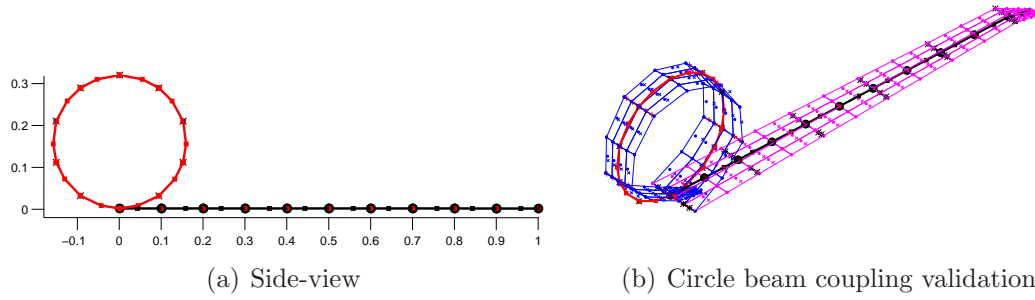 0.3
0.2
0.1
0
−0.1 0 0.1 0.2 0.3 0.4 0.5 0.6 0.7 0.8 0.9 1
(a) Side-view
(b) Circle beam coupling validation